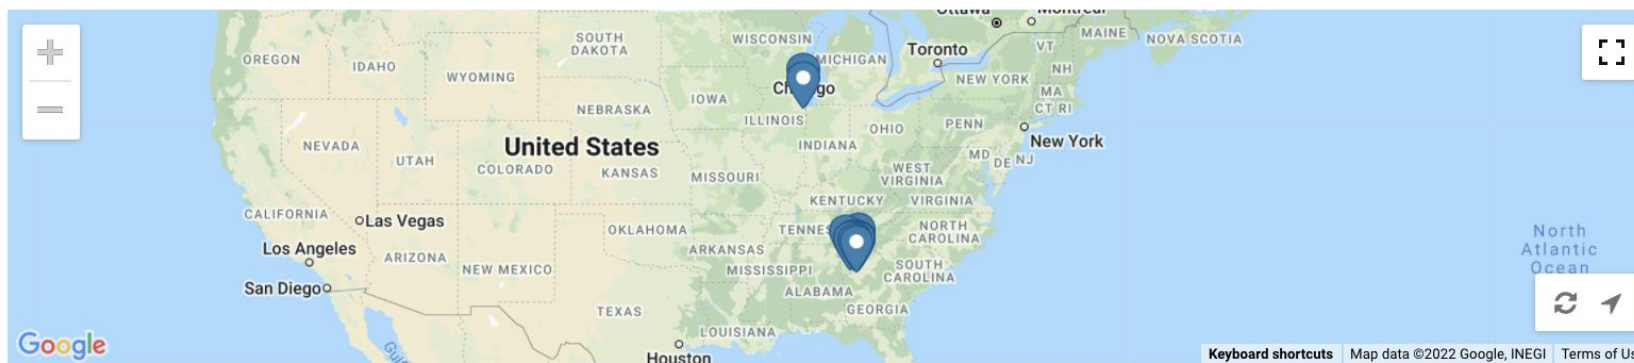 Ottawa
Montreal
MAINE
NOVA SCOTIA
VT
WISCONSIN
SOUTH
DAKOTA
OREGON
IDAHO
MICHIGAN
Toronto
NH
WYOMING
NEW YORK
MA
CT RI
IOWA
NEBRASKA
ILLINOIS
OHIO
PENN
New York
NEVADA
UTAH
United States
INDIANA
MD
DE
NJ
COLORADO
KANSAS
MISSOURI
WEST
VIRGINIA
KENTUCKY
VIRGINIA
CALIFORNIA
Las Vegas
OKLAHOMA
NORTH
CAROLINA
North
Atlantic
Ocean
Los Angeles
ARIZONA
NEW MEXICO
ARKANSAS
MISSISSIPPI
SOUTH
CAROLINA
San Diego
ALABAMA
GEORGIA
TEXAS
LOUISIANA
Houston
Google
Keyboard shortcuts
Map data ©2022 Google, INEGI
Terms of